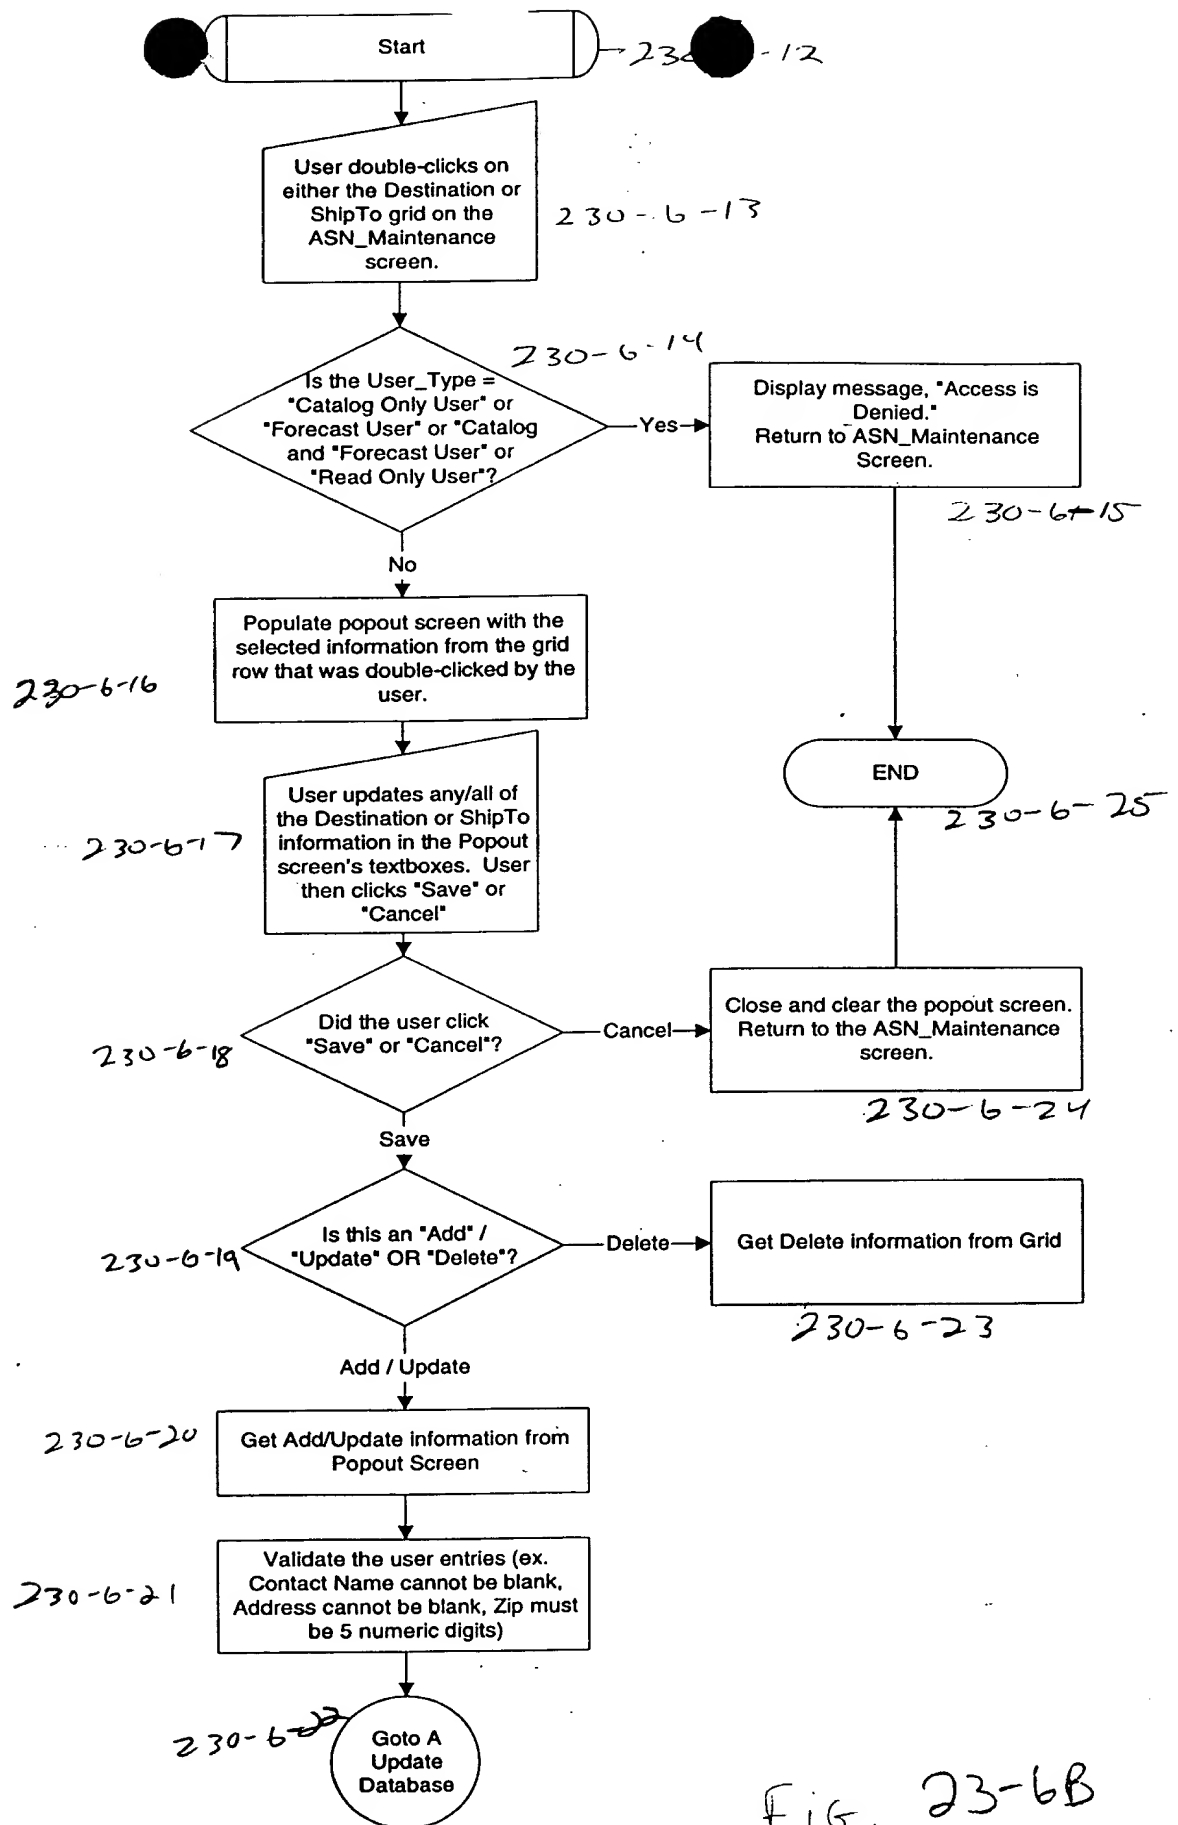 Start
-12
User double-clicks on
either the Destination or
ShipTo grid on the
ASN_Maintenance
screen.
230-6-13
230-6-14
Is the User_Type =
"Catalog Only User" or
"Forecast User" or "Catalog
and "Forecast User" or
"Read Only User"?
Yes
Display message, "Access is
Denied."
Return to ASN_Maintenance
Screen.
230-6-15
No
Populate popout screen with the
selected information from the grid
row that was double-clicked by the
user.
230-6-16
END
230-6-25
User updates any/all of
the Destination or ShipTo
information in the Popout
screen's textboxes. User
then clicks "Save" or
"Cancel"
230-6-17
Did the user click
"Save" or "Cancel"?
230-6-18
Cancel
Close and clear the popout screen.
Return to the ASN_Maintenance
screen.
230-6-24
Save
Is this an "Add" /
"Update" OR "Delete"?
230-6-19
Delete
Get Delete information from Grid
230-6-23
Add / Update
230-6-20
Get Add/Update information from
Popout Screen
230-6-21
Validate the user entries (ex.
Contact Name cannot be blank,
Address cannot be blank, Zip must
be 5 numeric digits)
230-6-22
Goto A
Update
Database
FiG. 23-6B